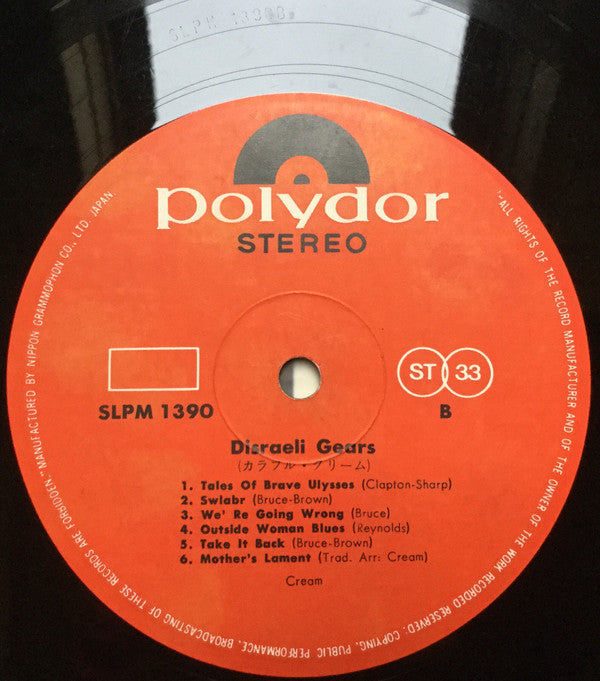 SLPM 13908
polydor
STEREO
SLPM 1390
ST 33
B
Disraeli Gears
(カラフル・クリーム)
1. Tales Of Brave Ulysses (Clapton-Sharp)
2. Swlabr (Bruce-Brown)
3. We' Re Going Wrong (Bruce)
4. Outside Woman Blues (Reynolds)
5. Take It Back (Bruce-Brown)
6. Mother's Lament (Trad. Arr: Cream)
Cream
ALL RIGHTS OF THE RECORD MANUFACTURER AND OF THE OWNER OF THE WORK RECORDED RESERVED. COPYING, PUBLIC PERFORMANCE, BROADCASTING OF THESE RECORDS ARE FORBIDDEN" MANUFACTURED BY NIPPON GRAMMOPHON CO., LTD. JAPAN.